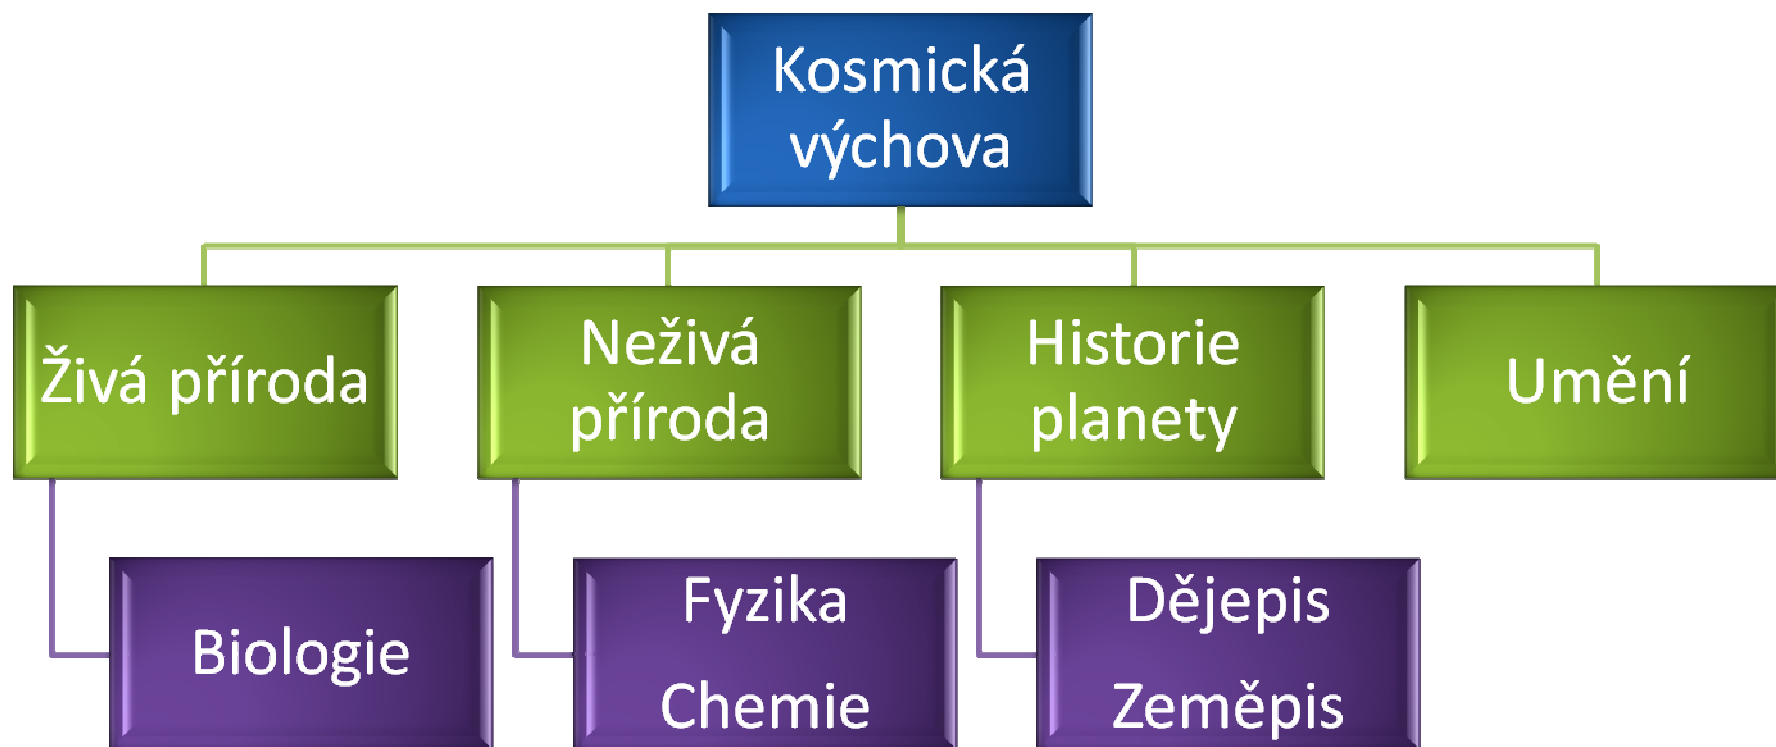 Kosmická
výchova
Živá příroda
Neživá
příroda
Historie
planety
Umění
Biologie
Fyzika
Chemie
Dějepis
Zeměpis